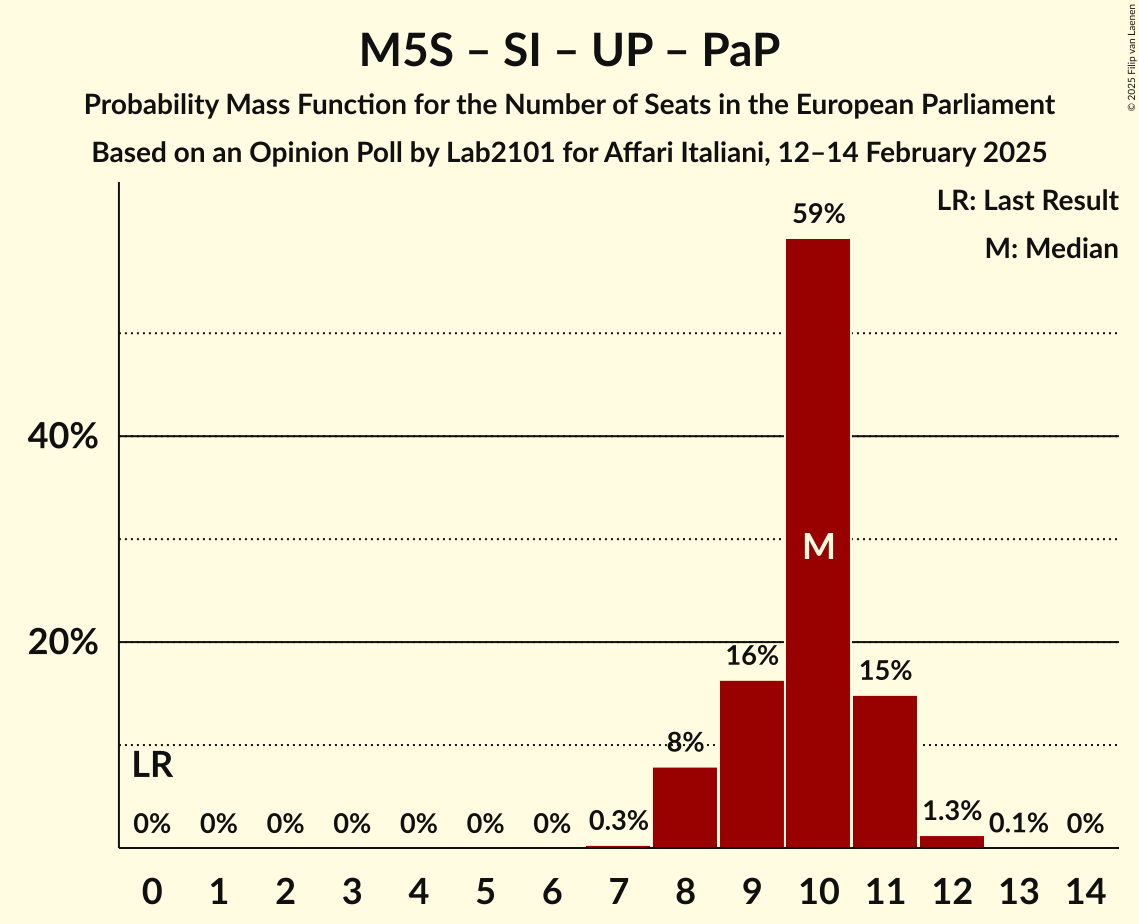 M5S – SI – UP – PaP
Probability Mass Function for the Number of Seats in the European Parliament
Based on an Opinion Poll by Lab2101 for Affari Italiani, 12–14 February 2025
© 2025 Filip van Laenen
LR: Last Result
M: Median
59%
40%
M
20%
16%
15%
8%
LR
0% 0% 0% 0% 0% 0% 0% 0.3% 1.3% 0.1% 0%
0 1 2 3 4 5 6 7 8 9 10 11 12 13 14